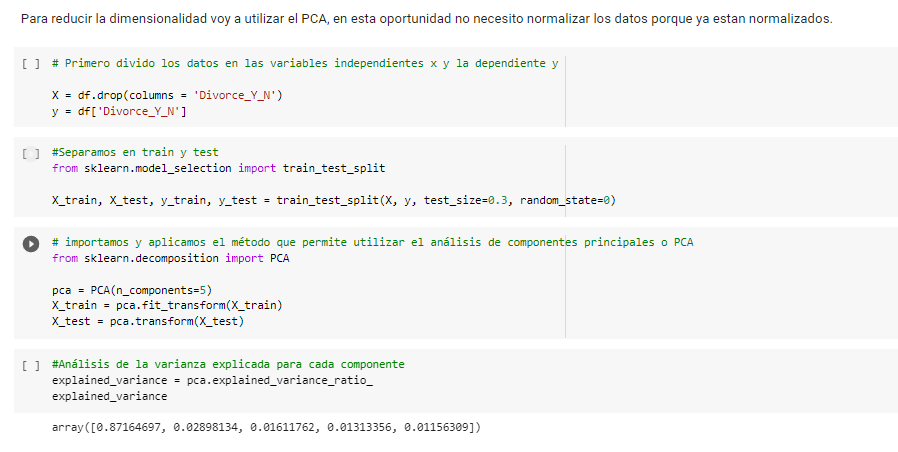 Para reducir la dimensionalidad voy a utilizar el PCA, en esta oportunidad no necesito normalizar los datos porque ya estan normalizados.
[ ] # Primero divido los datos en las variables independientes x y la dependiente y
X = df.drop(columns = 'Divorce_Y_N')
y = df['Divorce_Y_N']
[ ] #Separamos en train y test
from sklearn.model_selection import train_test_split
X_train, X_test, y_train, y_test = train_test_split(X, y, test_size=0.3, random_state=0)
# importamos y aplicamos el método que permite utilizar el análisis de componentes principales o PCA
from sklearn.decomposition import PCA
pca = PCA(n_components=5)
X_train = pca.fit_transform(X_train)
X_test = pca.transform(X_test)
[ ] #Análisis de la varianza explicada para cada componente
explained_variance = pca.explained_variance_ratio_
explained_variance
array([0.87164697, 0.02898134, 0.01611762, 0.01313356, 0.01156309])